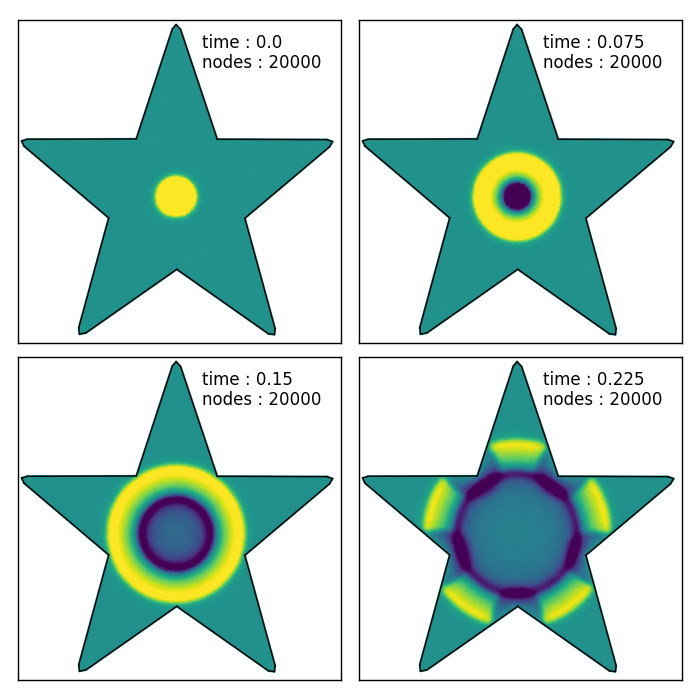 time : 0.0
nodes : 20000
time : 0.075
nodes : 20000
time : 0.15
nodes : 20000
time : 0.225
nodes : 20000